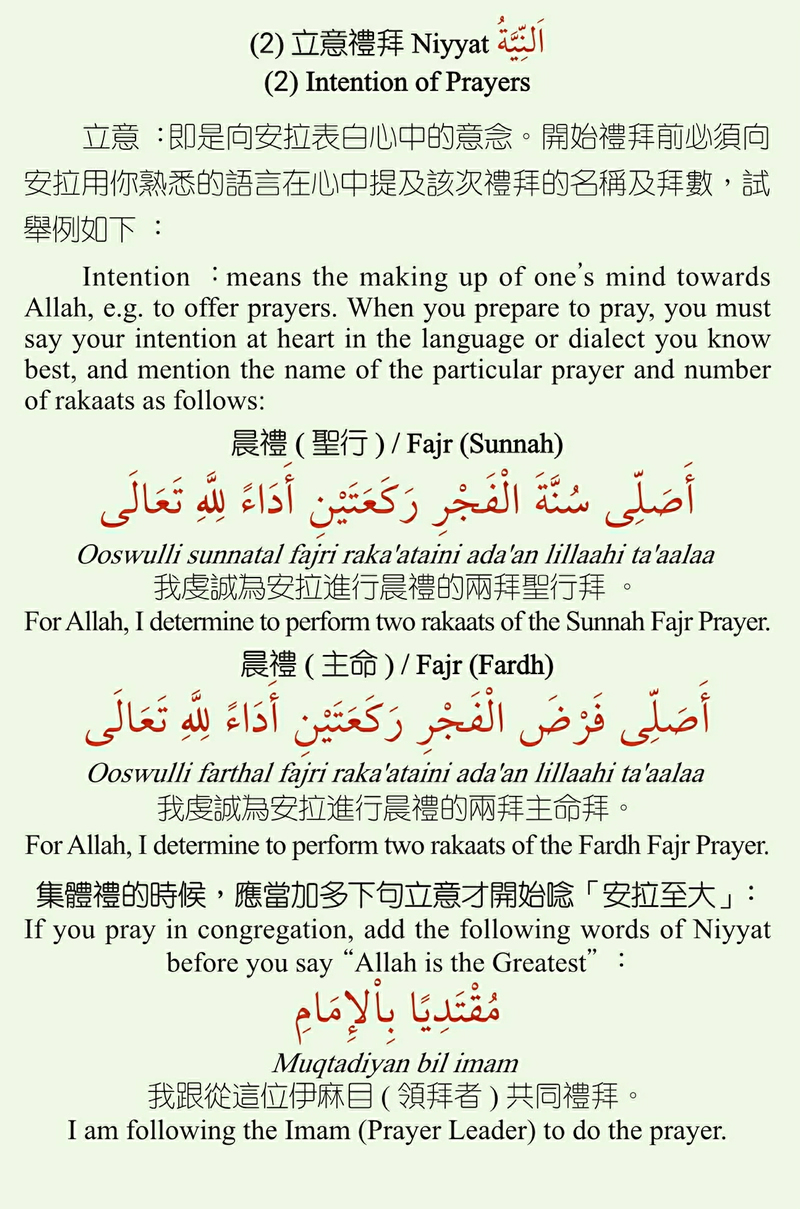 (2) 立意禮拜 Niyyat اَلنِّيَّةُ
(2) Intention of Prayers
立意 ：即是向安拉表白心中的意念。開始禮拜前必須向
安拉用你熟悉的語言在心中提及該次禮拜的名稱及拜數，試
舉例如下 ：
Intention ：means the making up of one’s mind towards
Allah, e.g. to offer prayers. When you prepare to pray, you must
say your intention at heart in the language or dialect you know
best, and mention the name of the particular prayer and number
of rakaats as follows:
晨禮 ( 聖行 ) / Fajr (Sunnah)
أَصَلِّى سُنَّةَ الْفَجْرِ رَكَعَتَيْنِ أَدَاءً لِلَّهِ تَعَالَى
Ooswulli sunnatal fajri raka'ataini ada'an lillaahi ta'aalaa
我虔誠為安拉進行晨禮的兩拜聖行拜 。
For Allah, I determine to perform two rakaats of the Sunnah Fajr Prayer.
晨禮 ( 主命 ) / Fajr (Fardh)
أَصَلِّى فَرْضَ الْفَجْرِ رَكَعَتَيْنِ أَدَاءً لِلَّهِ تَعَالَى
Ooswulli farthal fajri raka'ataini ada'an lillaahi ta'aalaa
我虔誠為安拉進行晨禮的兩拜主命拜。
For Allah, I determine to perform two rakaats of the Fardh Fajr Prayer.
集體禮的時候，應當加多下句立意才開始唸「安拉至大」：
If you pray in congregation, add the following words of Niyyat
before you say “Allah is the Greatest” ：
مُقْتَدِيًا بِاْلإِمَامِ
Muqtadiyan bil imam
我跟從這位伊麻目 ( 領拜者 ) 共同禮拜。
I am following the Imam (Prayer Leader) to do the prayer.